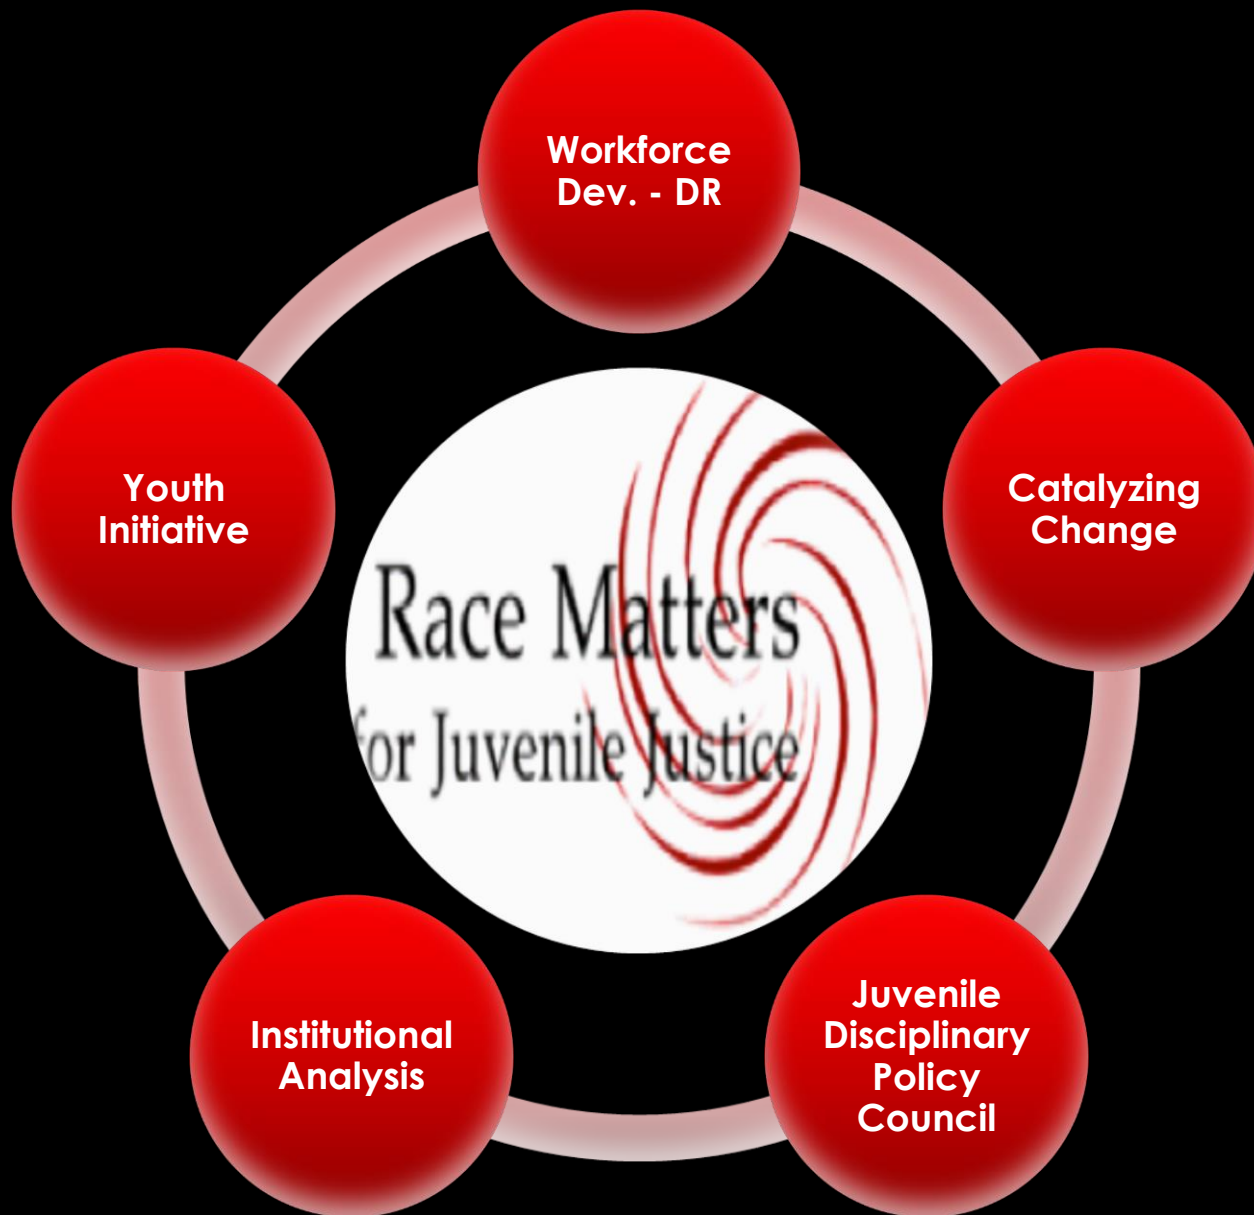 Workforce
Dev. - DR
Catalyzing
Change
Juvenile
Disciplinary
Policy
Council
Institutional
Analysis
Youth
Initiative
Race Matters
for Juvenile Justice